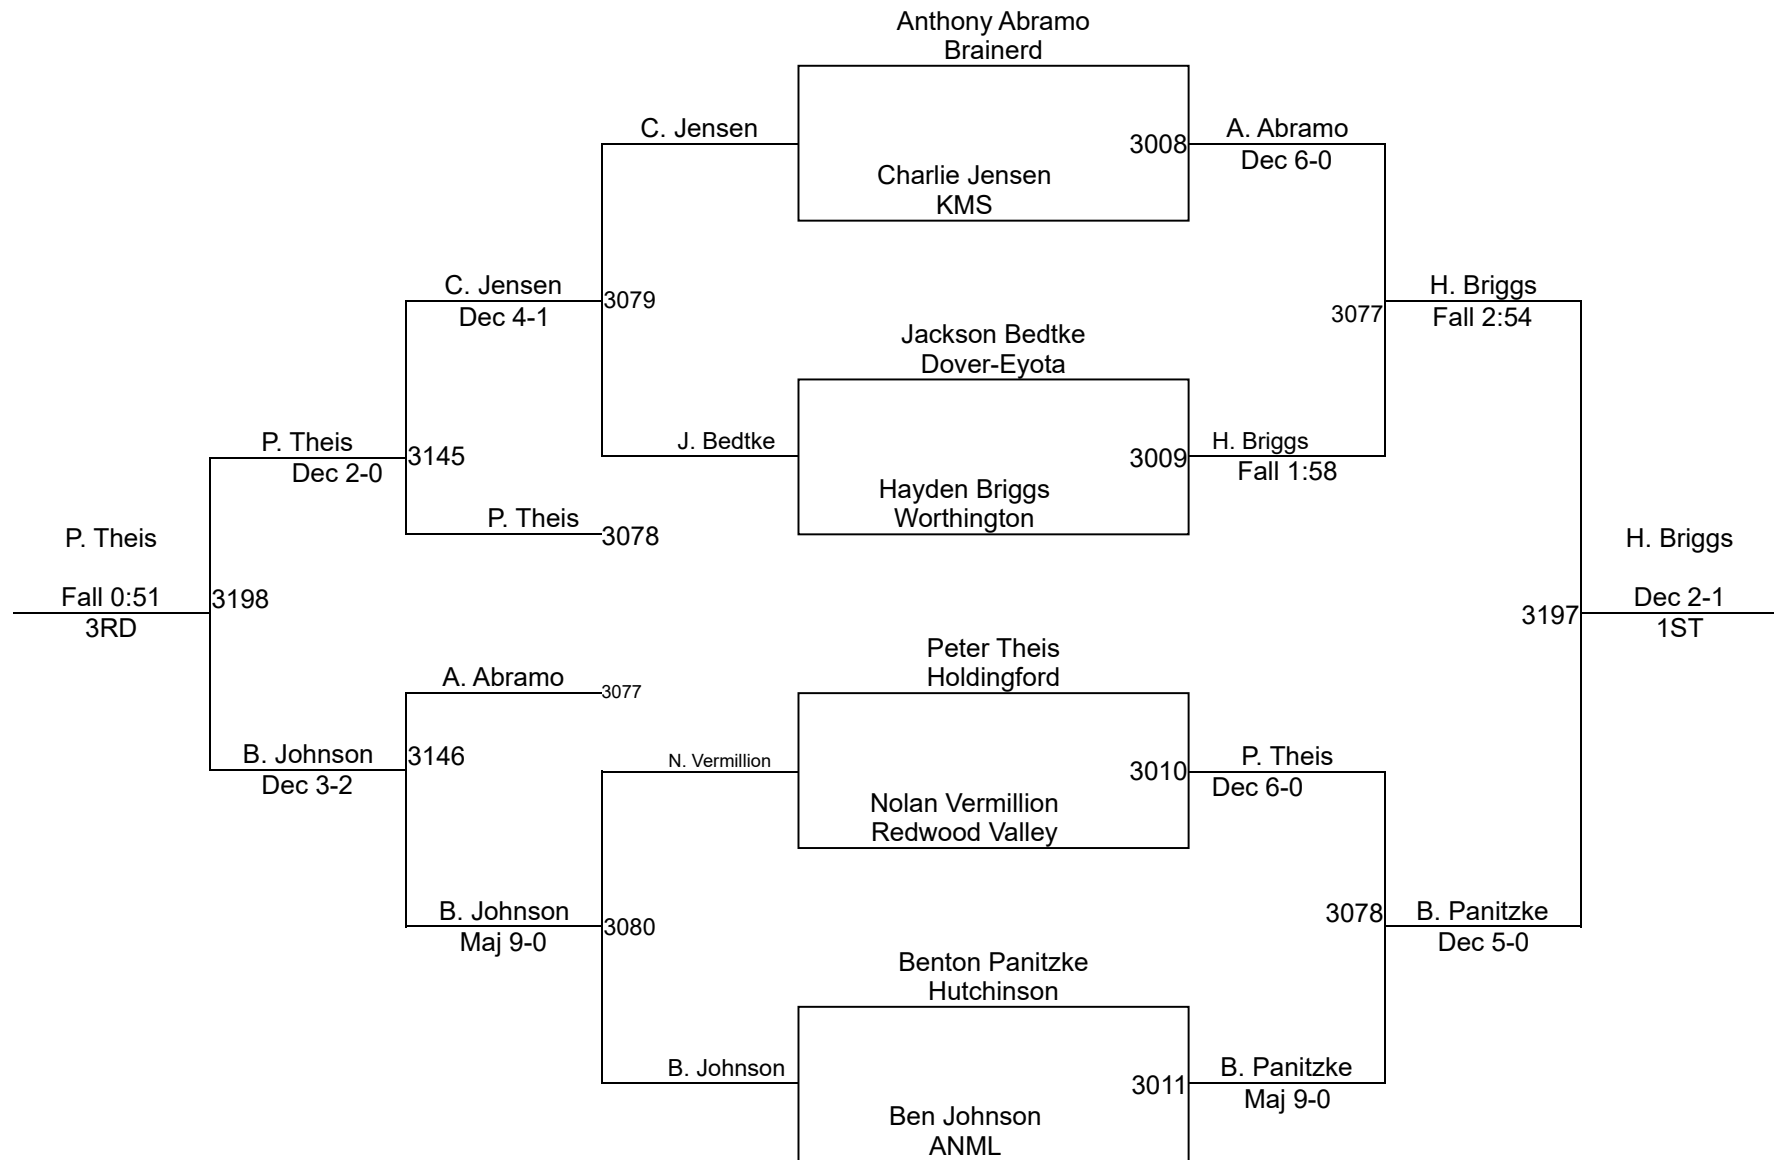 Anthony Abramo
Brainerd
C. Jensen
3008
A. Abramo
Dec 6-0
Charlie Jensen
KMS
C. Jensen
Dec 4-1
3079
3077
H. Briggs
Fall 2:54
Jackson Bedtke
Dover-Eyota
P. Theis
Dec 2-0
3145
J. Bedtke
3009
H. Briggs
Fall 1:58
Hayden Briggs
Worthington
P. Theis
3078
P. Theis
Fall 0:51
3RD
3198
H. Briggs
Dec 2-1
1ST
3197
Peter Theis
Holdingford
A. Abramo
3077
B. Johnson
Dec 3-2
3146
N. Vermillion
3010
P. Theis
Dec 6-0
Nolan Vermillion
Redwood Valley
B. Johnson
Maj 9-0
3080
3078
B. Panitzke
Dec 5-0
Benton Panitzke
Hutchinson
B. Johnson
3011
B. Panitzke
Maj 9-0
Ben Johnson
ANML